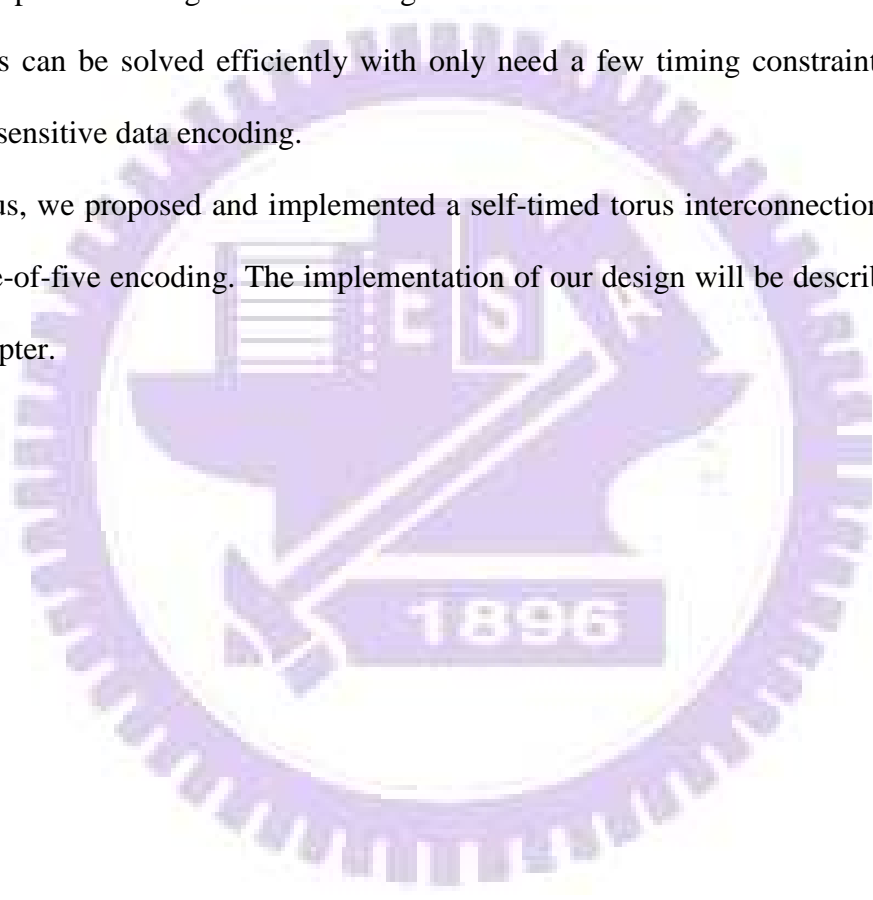 s can be solved efficiently with only need a few timing constraint
sensitive data encoding.
us, we proposed and implemented a self-timed torus interconnection
e-of-five encoding. The implementation of our design will be describ
pter.
E S A
1896